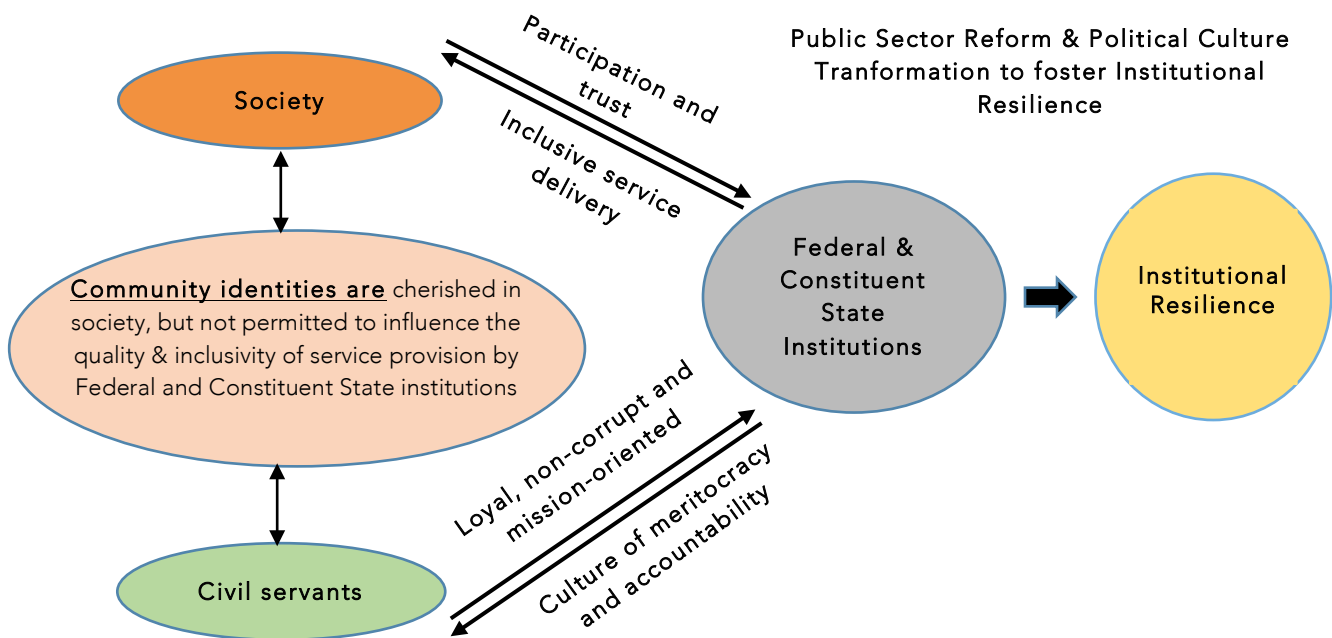 Public Sector Reform & Political Culture
Tranformation to foster Institutional
Resilience
Society
Participation and
trust
Inclusive service
delivery
Community identities are cherished in
society, but not permitted to influence the
quality & inclusivity of service provision by
Federal and Constituent State institutions
Federal &
Constituent
State
Institutions
Institutional
Resilience
Loyal, non-corrupt and
mission-oriented
Culture of meritocracy
and accountability
Civil servants